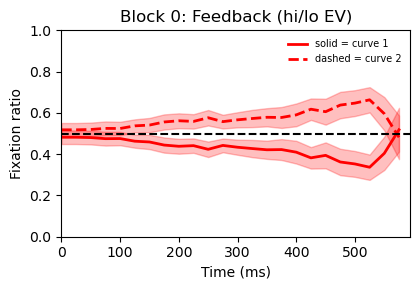 Block 0: Feedback (hi/lo EV)
solid = curve 1
dashed = curve 2
Fixation ratio
1.0
0.8
0.6
0.4
0.2
0.0
0
100
200
300
400
500
Time (ms)